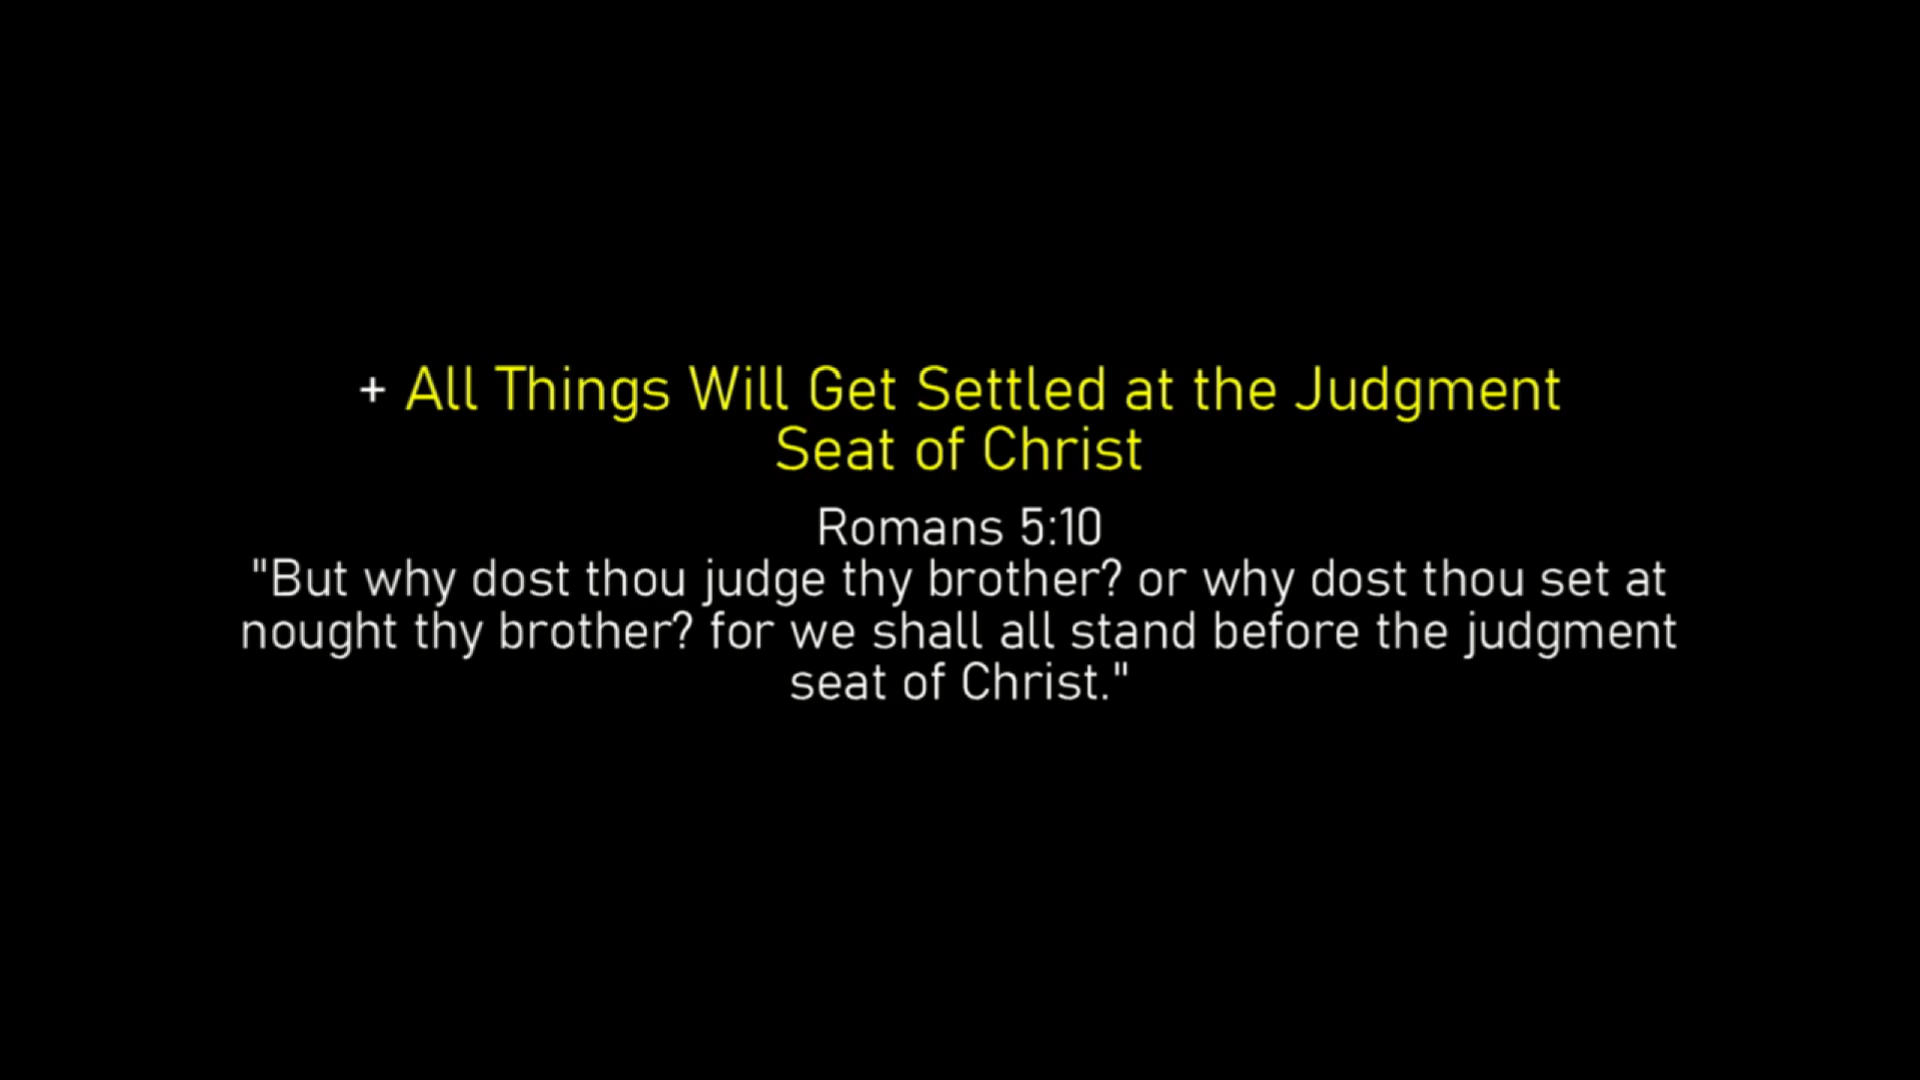 + All Things Will Get Settled at the Judgment
Seat of Christ
Romans 5:10
"But why dost thou judge thy brother? or why dost thou set at
nought thy brother? for we shall all stand before the judgment
seat of Christ."